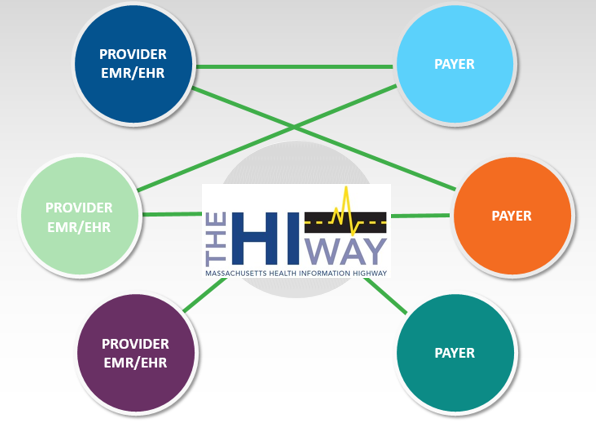 PROVIDER
EMR/EHR
PAYER
PROVIDER
EMR/EHR
THE HI WAY
MASSACHUSETTS HEALTH INFORMATION HIGHWAY
PAYER
PROVIDER
EMR/EHR
PAYER